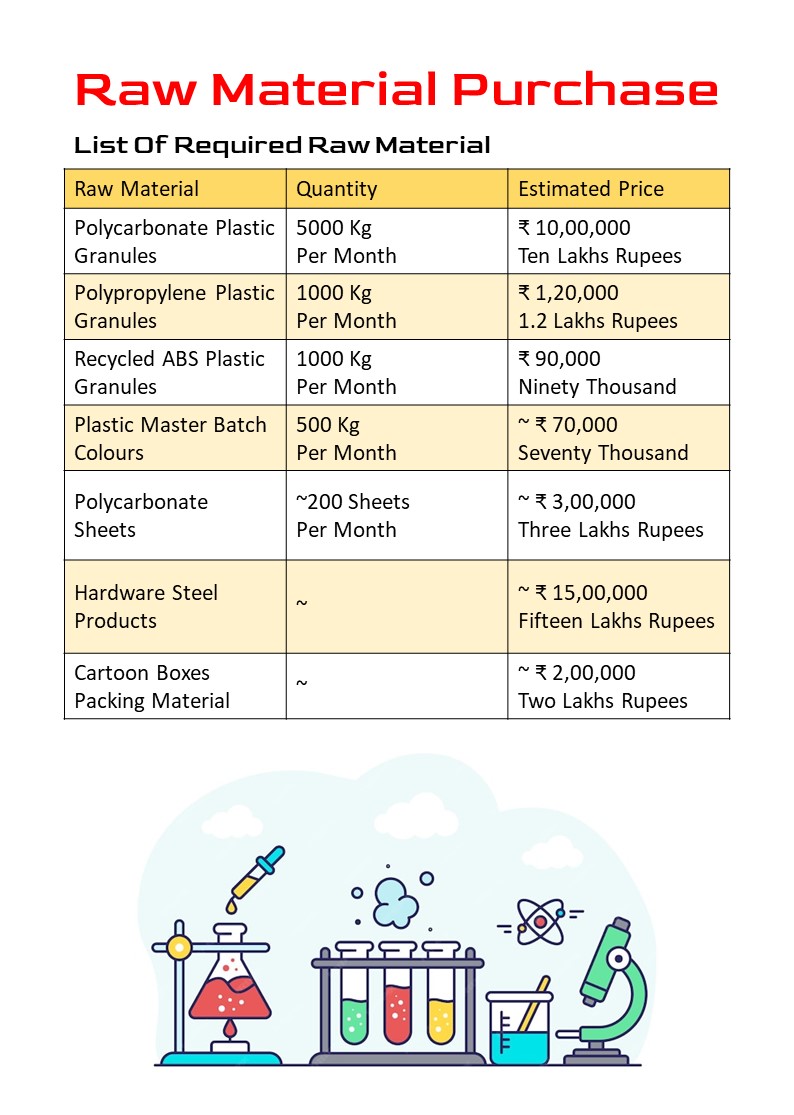 Raw Material Purchase
List Of Required Raw Material
Raw Material Quantity Estimated Price
Polycarbonate Plastic 5000 Kg ₹ 10,00,000
Granules Per Month Ten Lakhs Rupees
Polypropylene Plastic 1000 Kg ₹ 1,20,000
Granules Per Month 1.2 Lakhs Rupees
Recycled ABS Plastic 1000 Kg ₹ 90,000
Granules Per Month Ninety Thousand
Plastic Master Batch 500 Kg ~ ₹ 70,000
Colours Per Month Seventy Thousand
Polycarbonate ~200 Sheets ~ ₹ 3,00,000
Sheets Per Month Three Lakhs Rupees
Hardware Steel ~ ~ ₹ 15,00,000
Products Fifteen Lakhs Rupees
Cartoon Boxes ~ ~ ₹ 2,00,000
Packing Material Two Lakhs Rupees